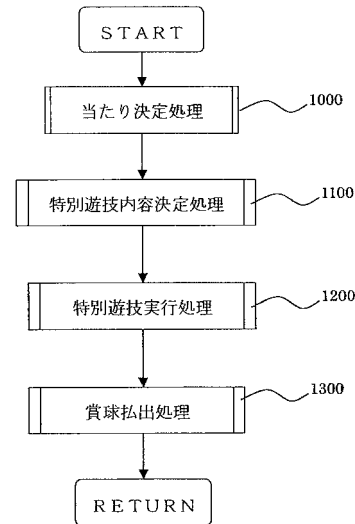 START
当たり決定処理
1000
特別遊技内容決定処理
1100
特別遊技実行処理
1200
賞球払出処理
1300
RETURN